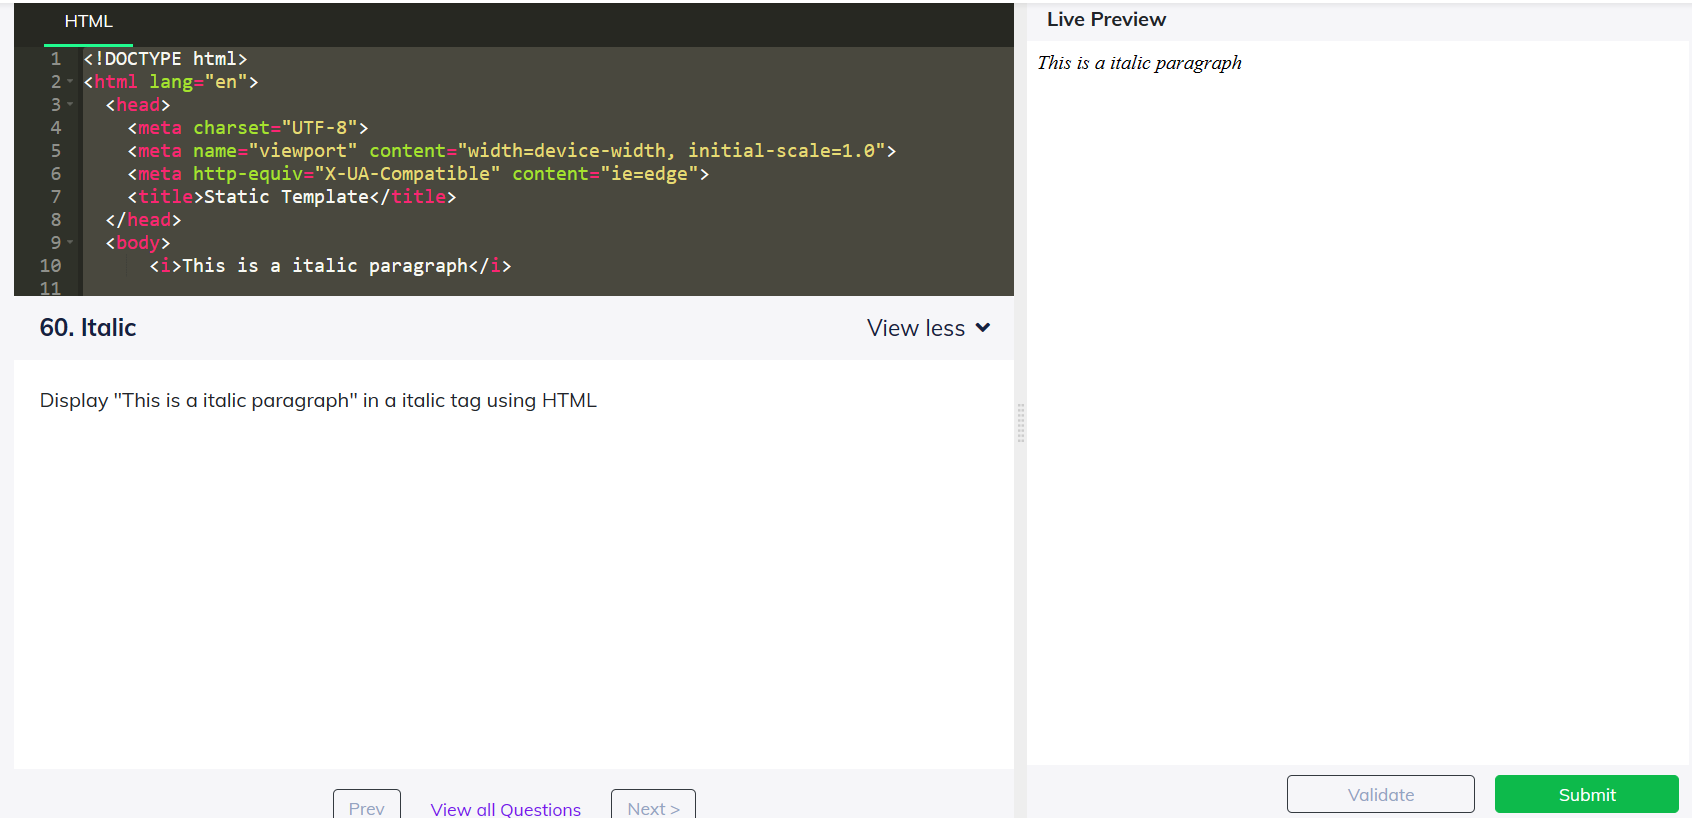 HTML
Live Preview
1 <!DOCTYPE html>
2 <html lang="en">
3 <head>
4 <meta charset="UTF-8">
5 <meta name="viewport" content="width=device-width, initial-scale=1.0">
6 <meta http-equiv="X-UA-Compatible" content="ie=edge">
7 <title>Static Template</title>
8 </head>
9 <body>
10 <i>This is a italic paragraph</i>
11
This is a italic paragraph
60. Italic
View less
Display "This is a italic paragraph" in a italic tag using HTML
Prev
View all Questions
Next >
Validate
Submit